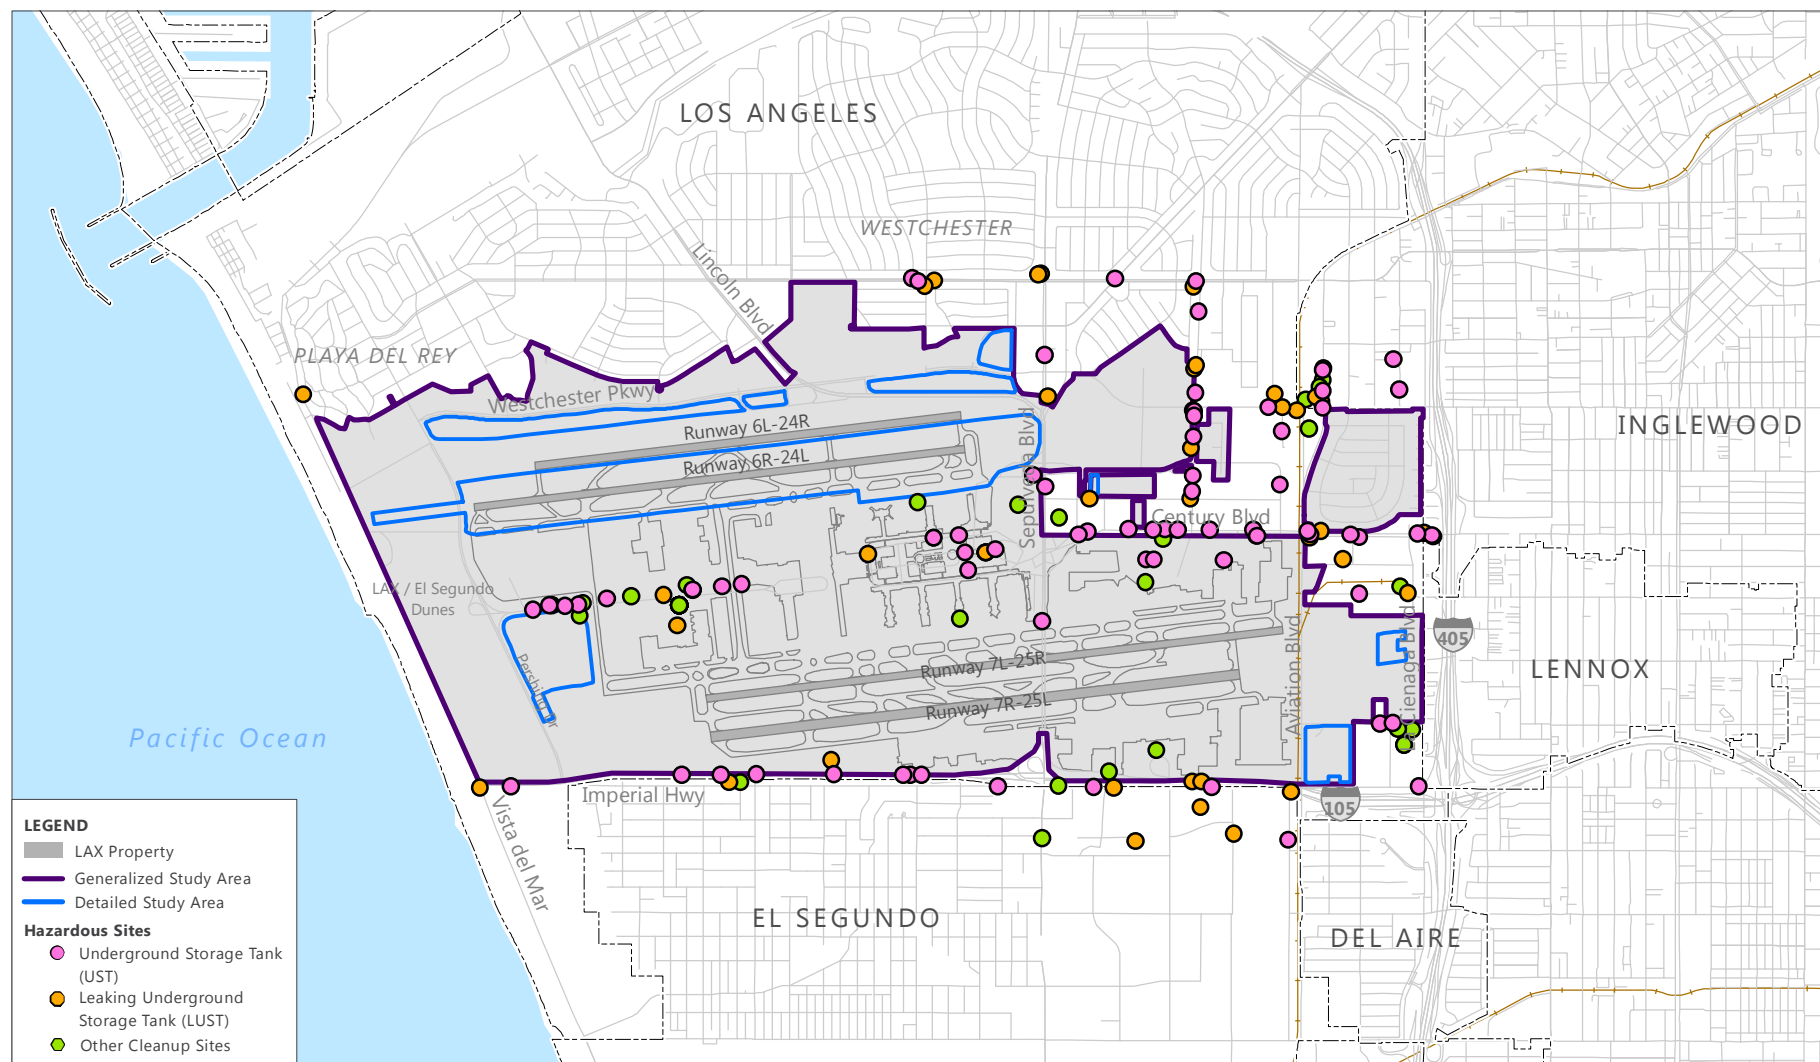 LOS ANGELES
WESTCHESTER
Lincoln Blvd
PLAYA DEL REY
Westchester Pkwy
Runway 6L-24R
Runway 6R-24L
Sepulveda Blvd
INGLEWOOD
Century Blvd
LAX / El Segundo
Dunes
Pershing Dr
Runway 7L-25R
Runway 7R-25L
Aviation Blvd
Cienaga Blvd
405
LENNOX
Pacific Ocean
Imperial Hwy
105
Vista del Mar
EL SEGUNDO
DEL AIRE
LEGEND
LAX Property
Generalized Study Area
Detailed Study Area
Hazardous Sites
Underground Storage Tank
(UST)
Leaking Underground
Storage Tank (LUST)
Other Cleanup Sites